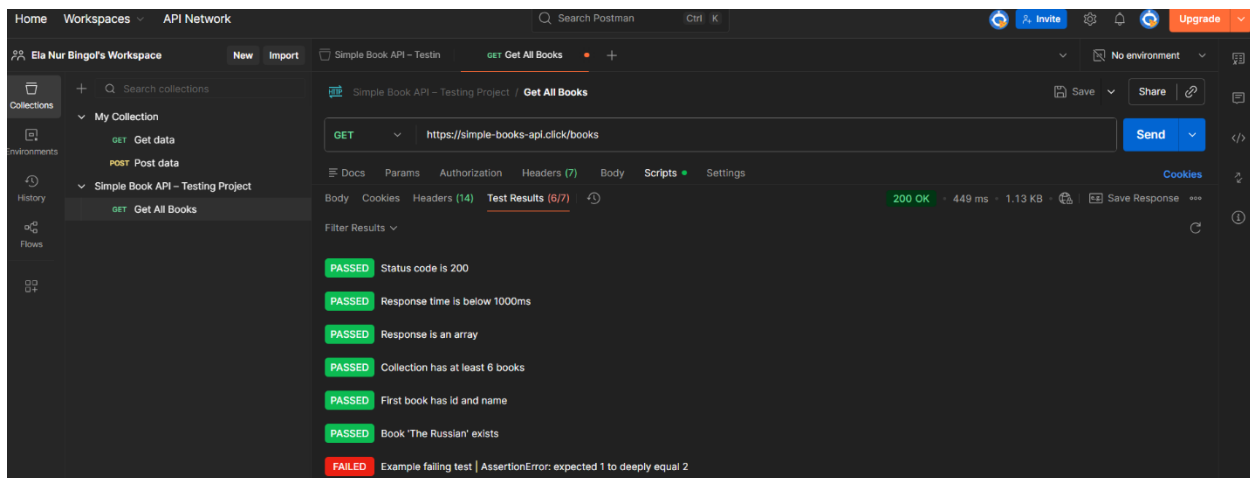 Home Workspaces API Network Search Postman Ctrl K Invite Upgrade
Ela Nur Bingol's Workspace New Import Simple Book API – Testin GET Get All Books No environment
Collections
Search collections
Simple Book API – Testing Project / Get All Books Save Share
My Collection
GET Get data
GET https://simple-books-api.click/books Send
Environments
POST Post data
Docs Params Authorization Headers (7) Body Scripts Settings Cookies
History
Simple Book API – Testing Project
GET Get All Books
Body Cookies Headers (14) Test Results (6/7) 200 OK 449 ms 1.13 KB e.g. Save Response
Flows
Filter Results
PASSED Status code is 200
PASSED Response time is below 1000ms
PASSED Response is an array
PASSED Collection has at least 6 books
PASSED First book has id and name
PASSED Book 'The Russian' exists
FAILED Example failing test | AssertionError: expected 1 to deeply equal 2